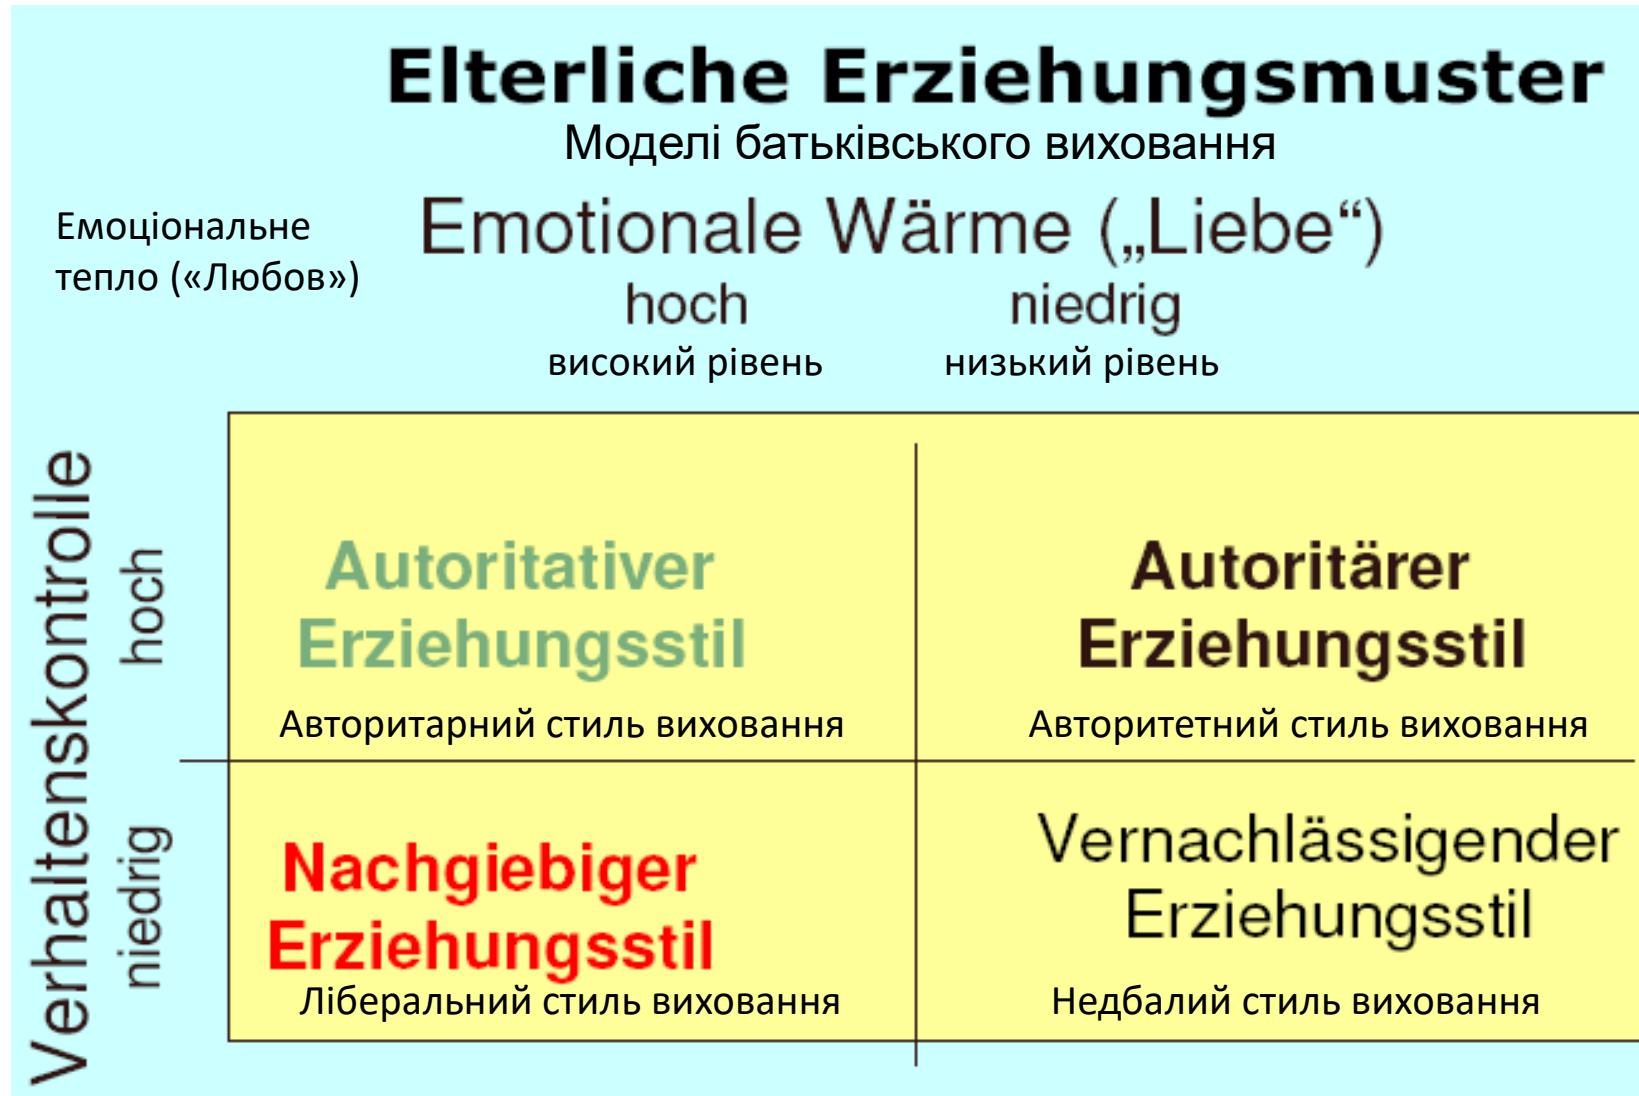 Elterliche Erziehungsmuster
Моделі батьківського виховання
Емоціональне
тепло («Любов»)
Emotionale Wärme („Liebe“)
hoch niedrig
високий рівень низький рівень
Verhaltenskontrolle
hoch
Autoritativer
Erziehungsstil
Авторитарний стиль виховання
Autoritärer
Erziehungsstil
Авторитетний стиль виховання
niedrig
Nachgiebiger
Erziehungsstil
Ліберальний стиль виховання
Vernachlässigender
Erziehungsstil
Недбалий стиль виховання